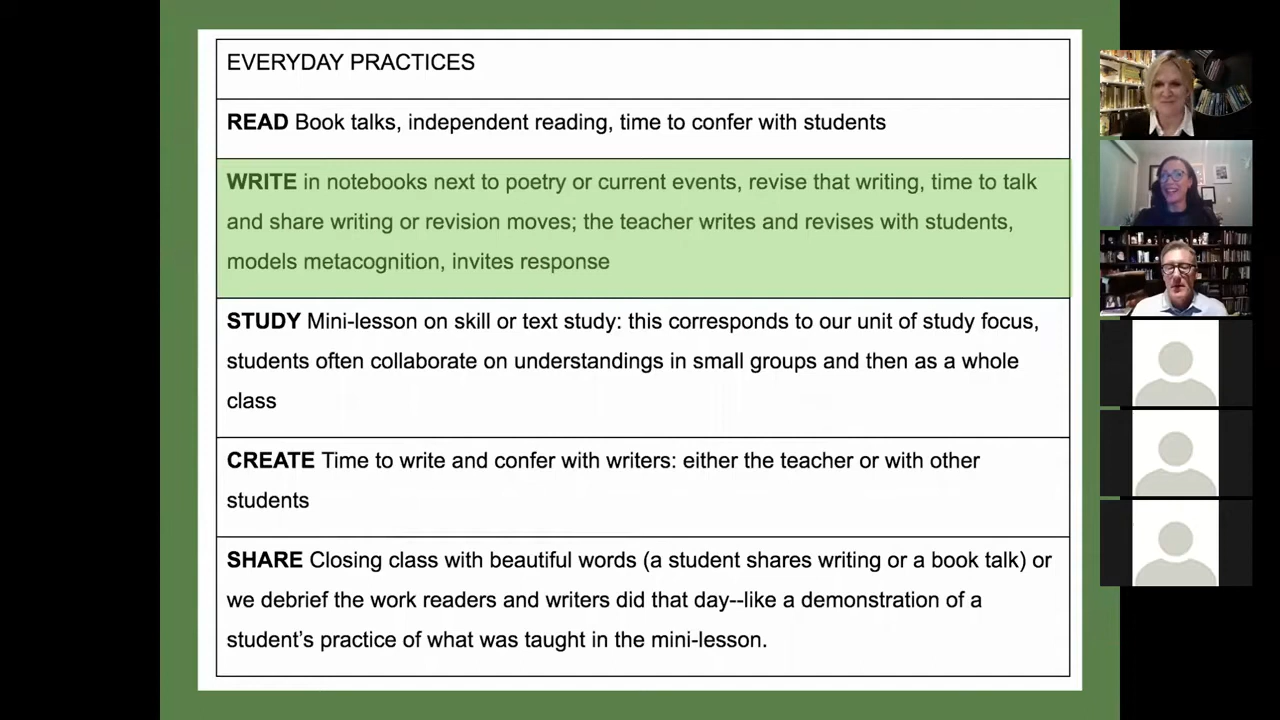 EVERYDAY PRACTICES
READ Book talks, independent reading, time to confer with students
WRITE in notebooks next to poetry or current events, revise that writing, time to talk
and share writing or revision moves; the teacher writes and revises with students,
models metacognition, invites response
STUDY Mini-lesson on skill or text study: this corresponds to our unit of study focus,
students often collaborate on understandings in small groups and then as a whole
class
CREATE Time to write and confer with writers: either the teacher or with other
students
SHARE Closing class with beautiful words (a student shares writing or a book talk) or
we debrief the work readers and writers did that day--like a demonstration of a
student's practice of what was taught in the mini-lesson.